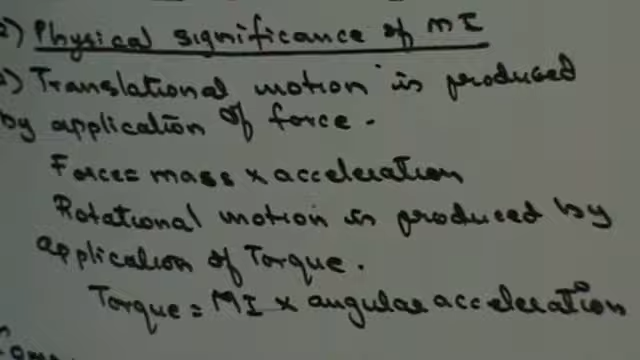 2) Physical significance of MI
a) Translational motion is produced
by application of force.
Force= mass x acceleration
Rotational motion is produced by
application of Torque.
Torque = MI x angular acceleration